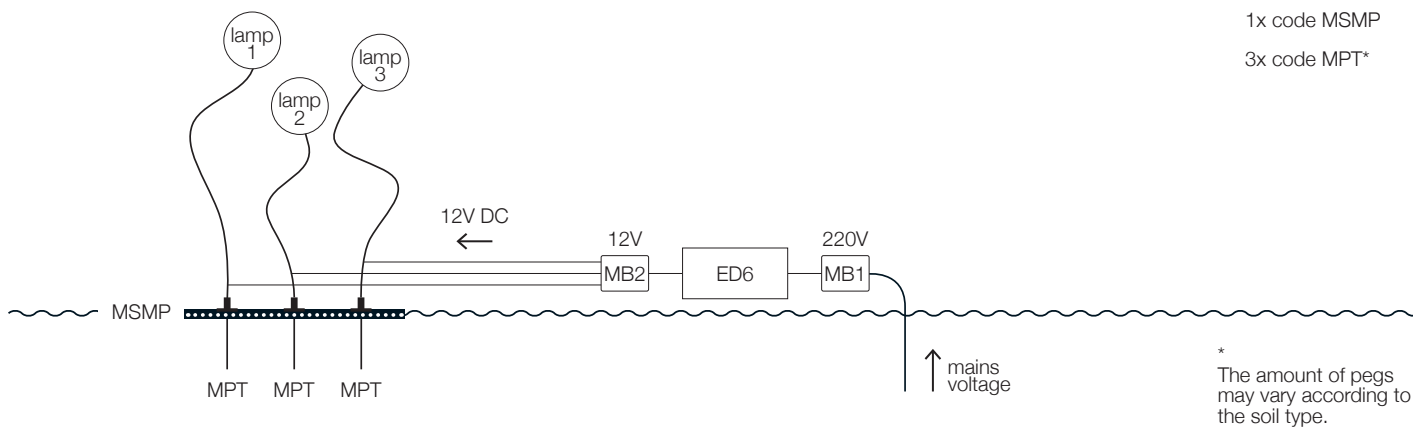 1x code MSMP
3x code MPT*
lamp
1
lamp
2
lamp
3
12V DC
12V
220V
MB2
ED6
MB1
MSMP
MPT
MPT
MPT
mains
voltage
*
The amount of pegs
may vary according to
the soil type.